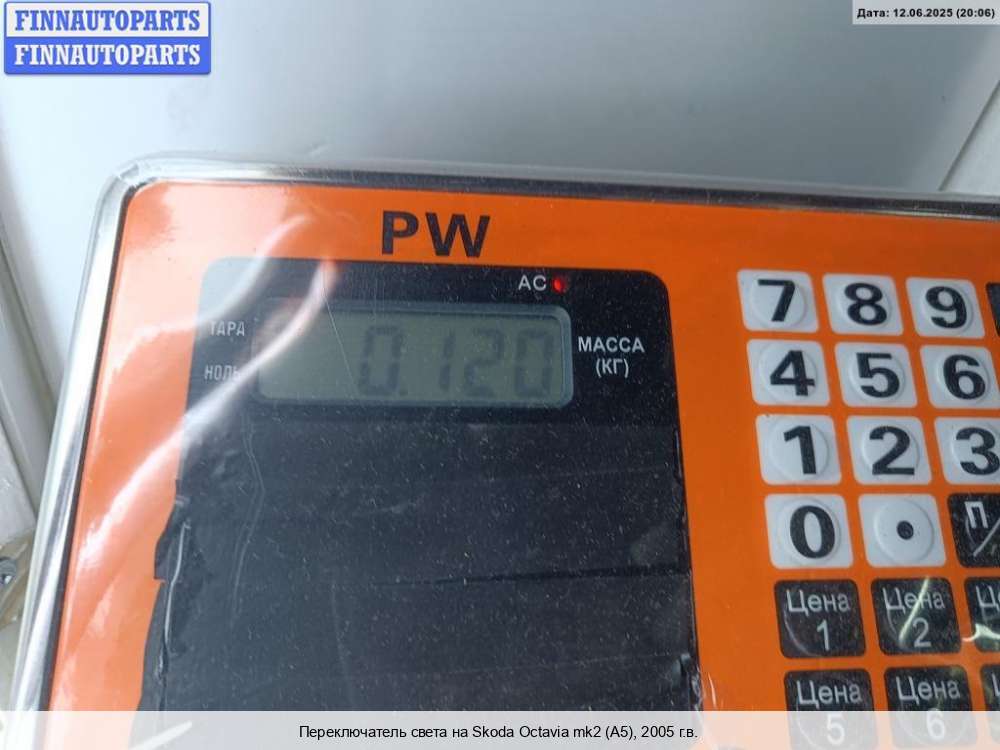 FINNAUTOPARTS
FINNAUTOPARTS
Дата: 12.06.2025 (20:06)
PW
AC
ТАРА
НОЛЬ
0.120
МАССА
(КГ)
7 8 9
4 5 6
1 2 3
0 •
П/
Цена 1
Цена 2
Цена 5
Цена 6
Переключатель света на Skoda Octavia mk2 (A5), 2005 г.в.